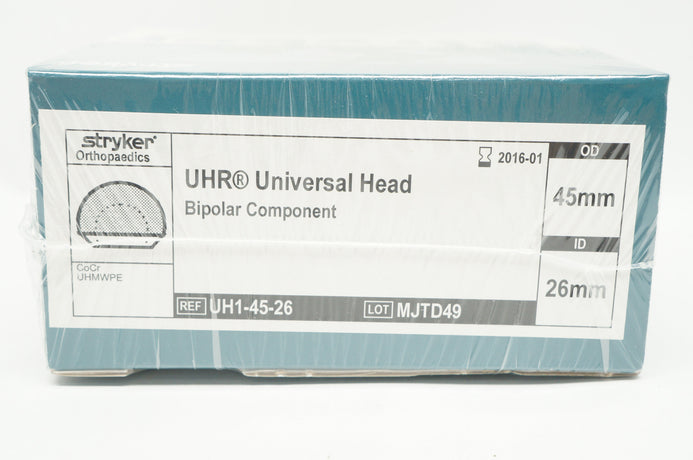 stryker®
Orthopaedics
CoCr
UHMWPE
UHR® Universal Head
Bipolar Component
2016-01
REF UH1-45-26
LOT MJTD49
OD
45mm
ID
26mm